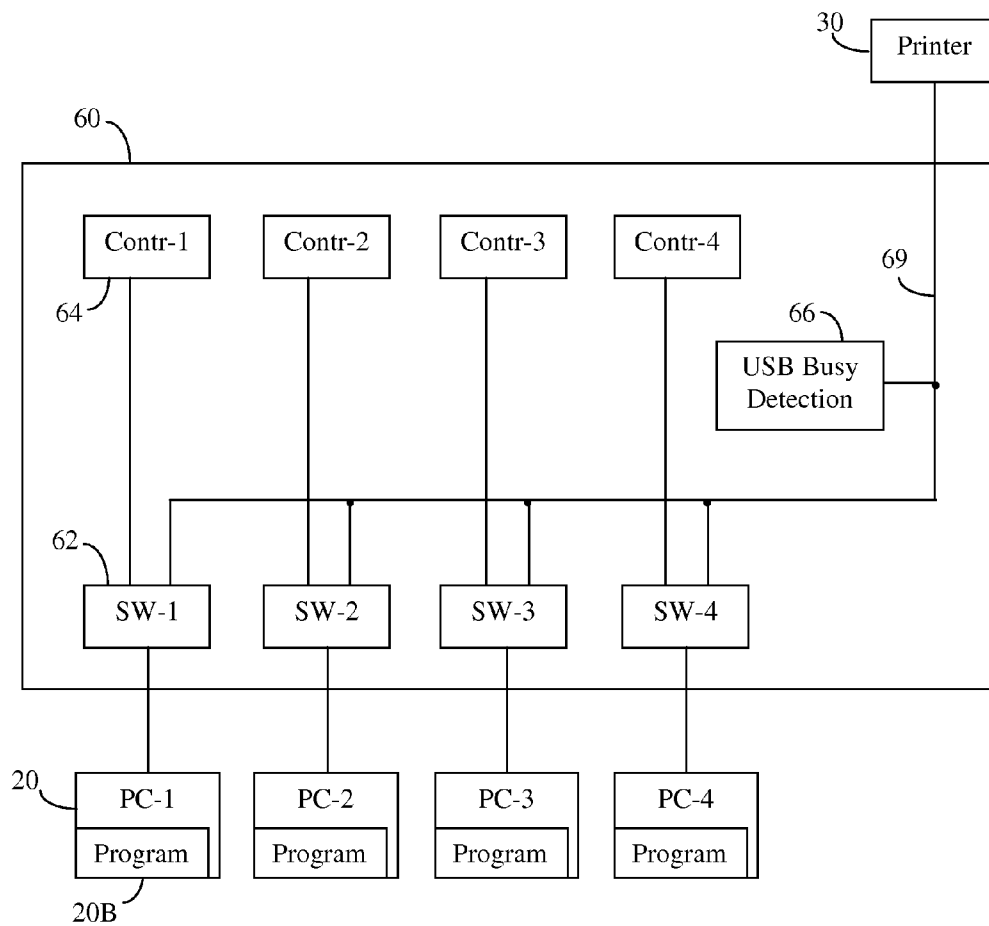 30
Printer
60
Contr-1
Contr-2
Contr-3
Contr-4
64
69
66
USB Busy
Detection
62
SW-1
SW-2
SW-3
SW-4
20
PC-1
PC-2
PC-3
PC-4
Program
Program
Program
Program
20B